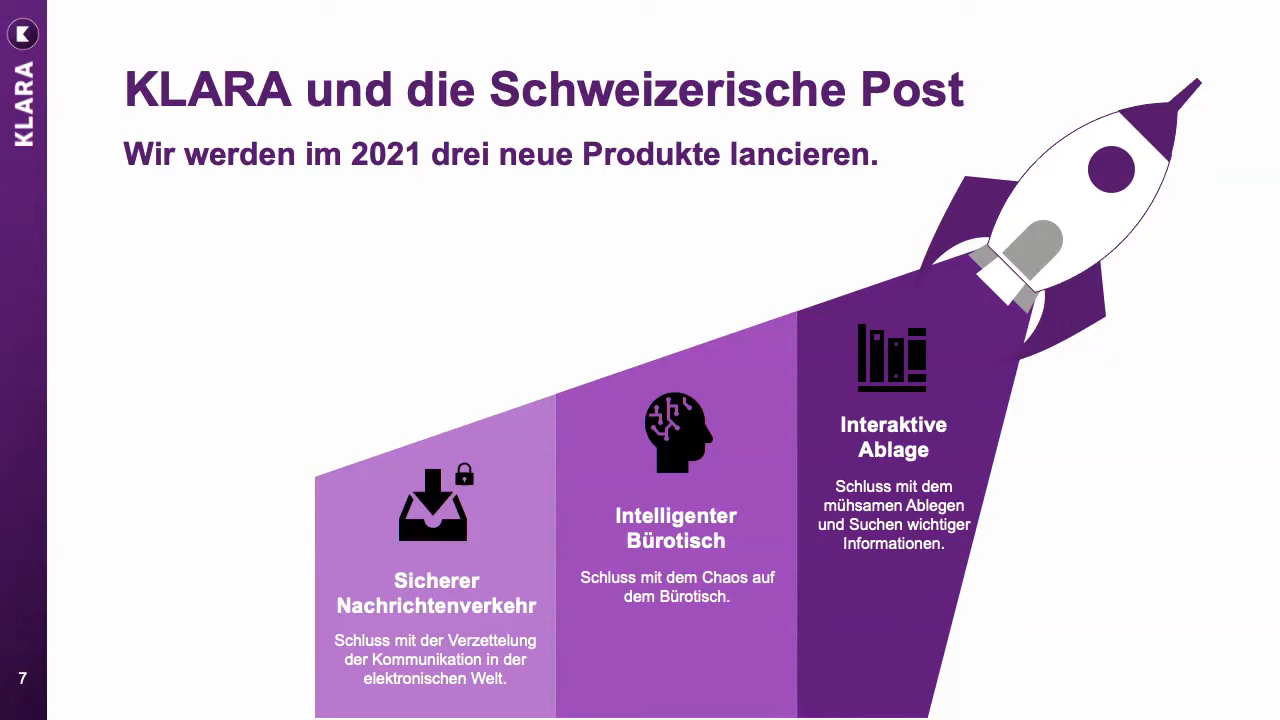 KLARA
KLARA und die Schweizerische Post
Wir werden im 2021 drei neue Produkte lancieren.
Sicherer
Nachrichtenverkehr
Schluss mit der Verzettelung
der Kommunikation in der
elektronischen Welt.
Intelligenter
Bürotisch
Schluss mit dem Chaos auf
dem Bürotisch.
Interaktive
Ablage
Schluss mit dem
mühsamen Ablegen
und Suchen wichtiger
Informationen.
7